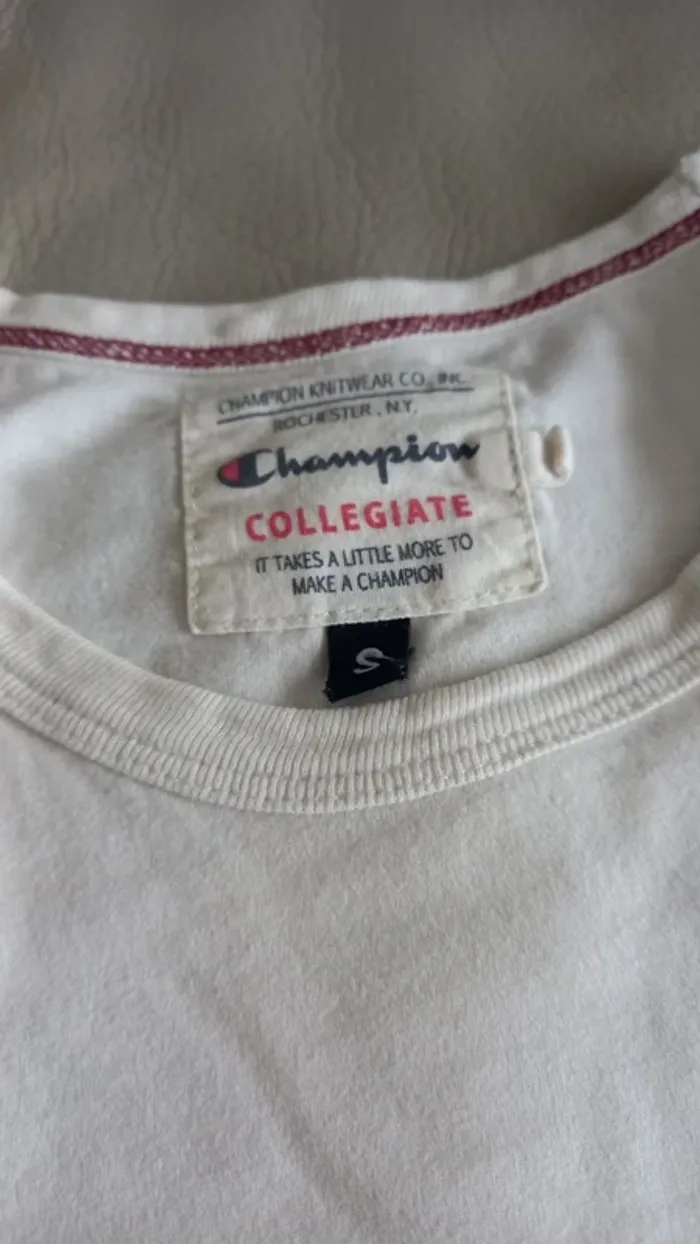 CHAMPION KNITWEAR CO., INC.
ROCHESTER, N.Y.
Champion
COLLEGIATE
IT TAKES A LITTLE MORE TO
MAKE A CHAMPION
S